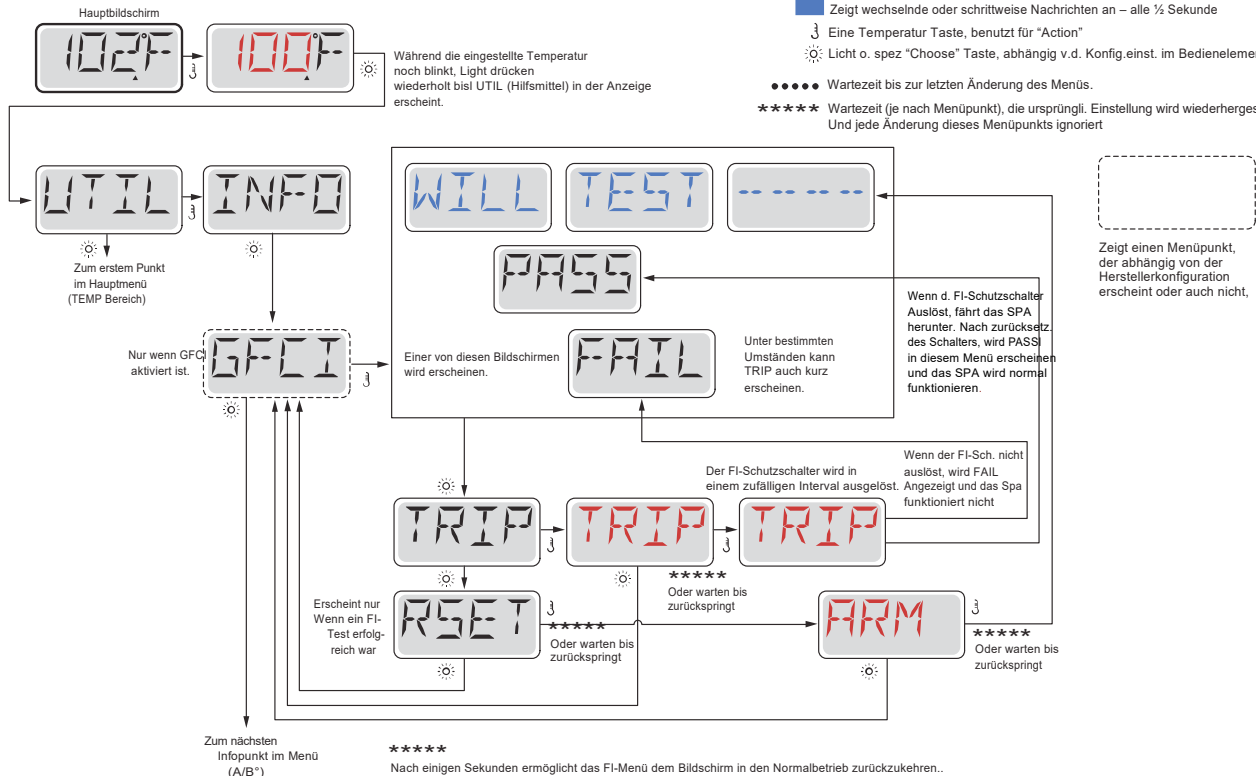 Hauptbildschirm
102°F
100°F
Während die eingestellte Temperatur
noch blinkt, Light drücken
wiederholt bisl UTIL (Hilfsmittel) in der Anzeige
erscheint.
Zeigt wechselnde oder schrittweise Nachrichten an – alle ½ Sekunde
Eine Temperatur Taste, benutzt für “Action”
Licht o. spez “Choose” Taste, abhängig v.d. Konfig.einst. im Bedieneleme
••••• Wartezeit bis zur letzten Änderung des Menüs.
***** Wartezeit (je nach Menüpunkt), die ursprüngli. Einstellung wird wiederherges
Und jede Änderung dieses Menüpunkts ignoriert
UTIL
INFO
WILL
TEST
-- -- -- --
Zum erstem Punkt
im Hauptmenü
(TEMP Bereich)
PASS
Zeigt einen Menüpunkt,
der abhängig von der
Herstellerkonfiguration
erscheint oder auch nicht,
Nur wenn GFCI
aktiviert ist.
GFCI
Einer von diesen Bildschirmen
wird erscheinen.
FAIL
Unter bestimmten
Umständen kann
TRIP auch kurz
erscheinen.
Wenn d. FI-Schutzschalter
Auslöst, fährt das SPA
herunter. Nach zurücksetz.
des Schalters, wird PASSI
in diesem Menü erscheinen
und das SPA wird normal
funktionieren.
Der FI-Schutzschalter wird in
einem zufälligen Interval ausgelöst.
Wenn der FI-Sch. nicht
auslöst, wird FAIL
Angezeigt und das Spa
funktioniert nicht
TRIP
TRIP
TRIP
*****
Oder warten bis
zurückspringt
Erscheint nur
Wenn ein FI-
Test erfolg-
reich war
RSET
*****
Oder warten bis
zurückspringt
ARM
*****
Oder warten bis
zurückspringt
Zum nächsten
Infopunkt im Menü
(A/B°)
*****
Nach einigen Sekunden ermöglicht das FI-Menü dem Bildschirm in den Normalbetrieb zurückzukehren..